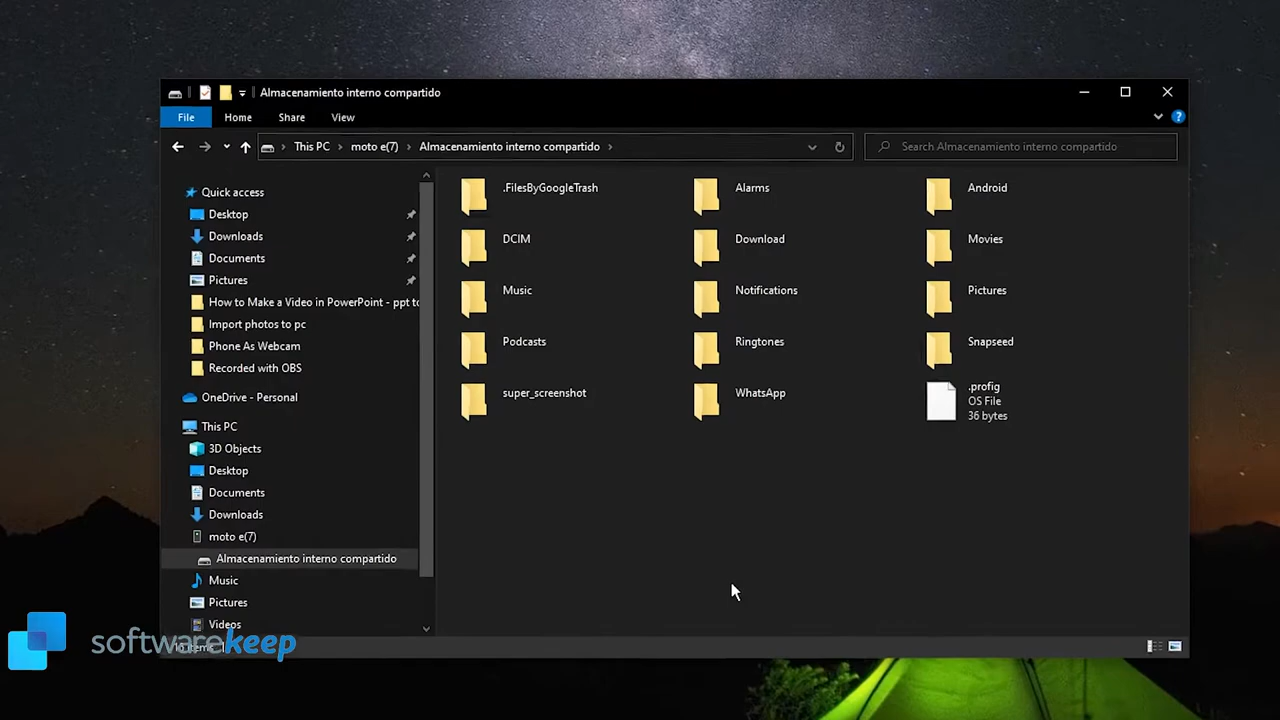 Almacenamiento interno compartido
File Home Share View
This PC moto e(7) Almacenamiento interno compartido
Search Almacenamiento interno compartido
Quick access
Desktop
Downloads
Documents
Pictures
How to Make a Video in PowerPoint - ppt to
Import photos to pc
Phone As Webcam
Recorded with OBS
OneDrive - Personal
This PC
3D Objects
Desktop
Documents
Downloads
moto e(7)
Almacenamiento interno compartido
Music
Pictures
Videos
.FilesByGoogleTrash Alarms Android
DCIM Download Movies
Music Notifications Pictures
Podcasts Ringtones Snapseed
super_screenshot WhatsApp .profig
OS File
36 bytes
softwarekeep